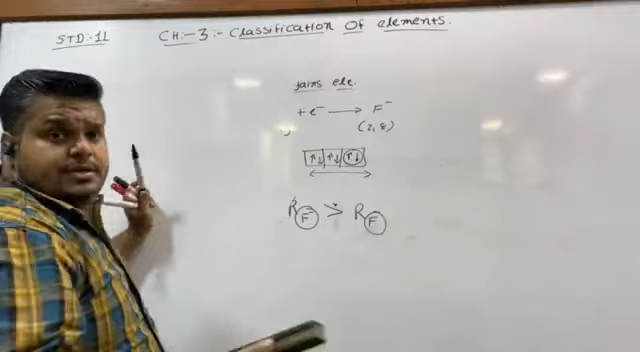 STD:-11 CH:-3:- Classification Of elements.
gains ele.
+ e⁻ ⟶ F⁻
(2, 8)
↑↓ ↑↓ ↑↓
R F⁻ > R F